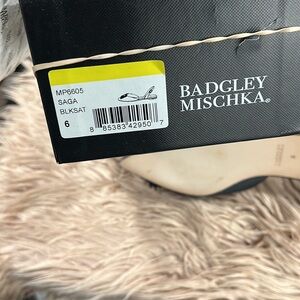 MP6605
SAGA
BLKSAT
6
8 85383 42950 7
BADGLEY
MISCHKA®